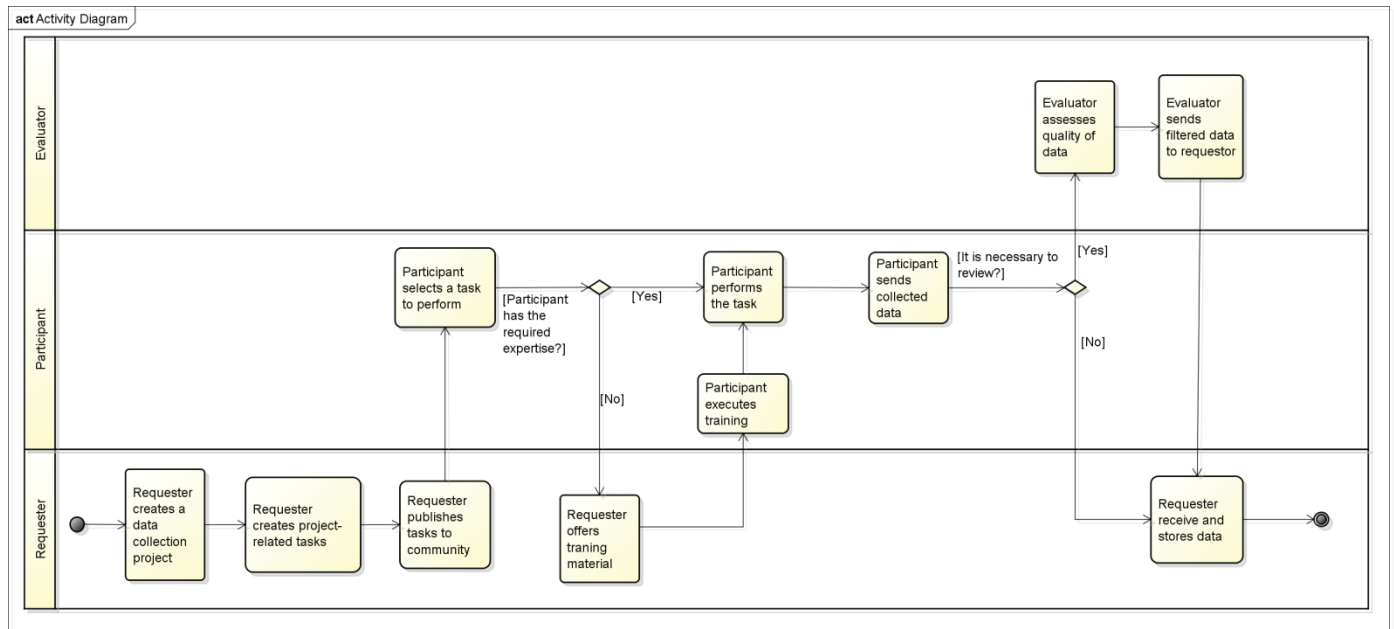 act Activity Diagram
Evaluator
Evaluator
assesses
quality of
data
Evaluator
sends
filtered data
to requestor
Participant
Participant
selects a task
to perform
[Participant
has the
required
expertise?]
[Yes]
[No]
Participant
performs
the task
Participant
executes
training
Participant
sends
collected
data
[It is necessary to
review?]
[Yes]
[No]
Requester
Requester
creates a
data
collection
project
Requester
creates project-
related tasks
Requester
publishes
tasks to
community
Requester
offers
traning
material
Requester
receive and
stores data